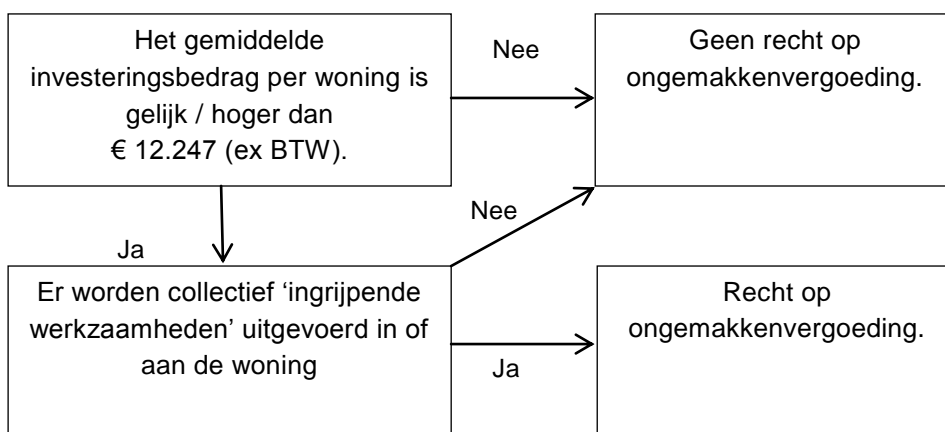 Het gemiddelde
investeringsbedrag per woning is
gelijk / hoger dan
€ 12.247 (ex BTW).
Nee
Geen recht op
ongemakkenvergoeding.
Nee
Ja
Er worden collectief ‘ingrijpende
werkzaamheden’ uitgevoerd in of
aan de woning
Ja
Recht op
ongemakkenvergoeding.